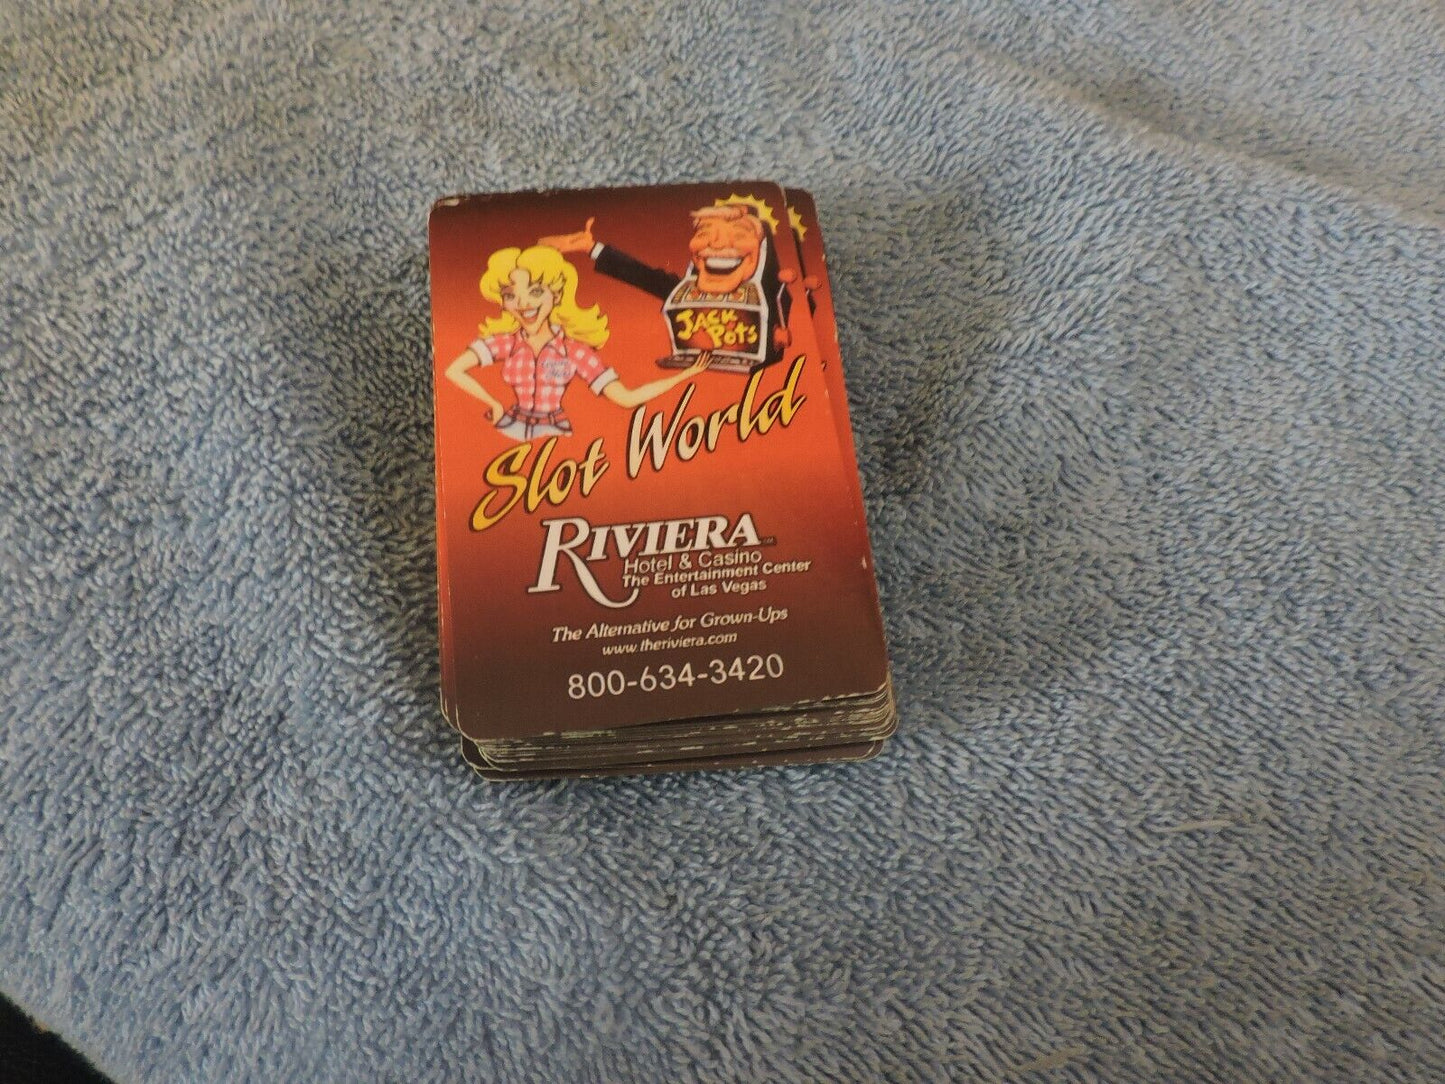 Jack
Pots
Slot World
RIVIERA
Hotel & Casino
The Entertainment Center
of Las Vegas
The Alternative for Grown-Ups
www.theriviera.com
800-634-3420